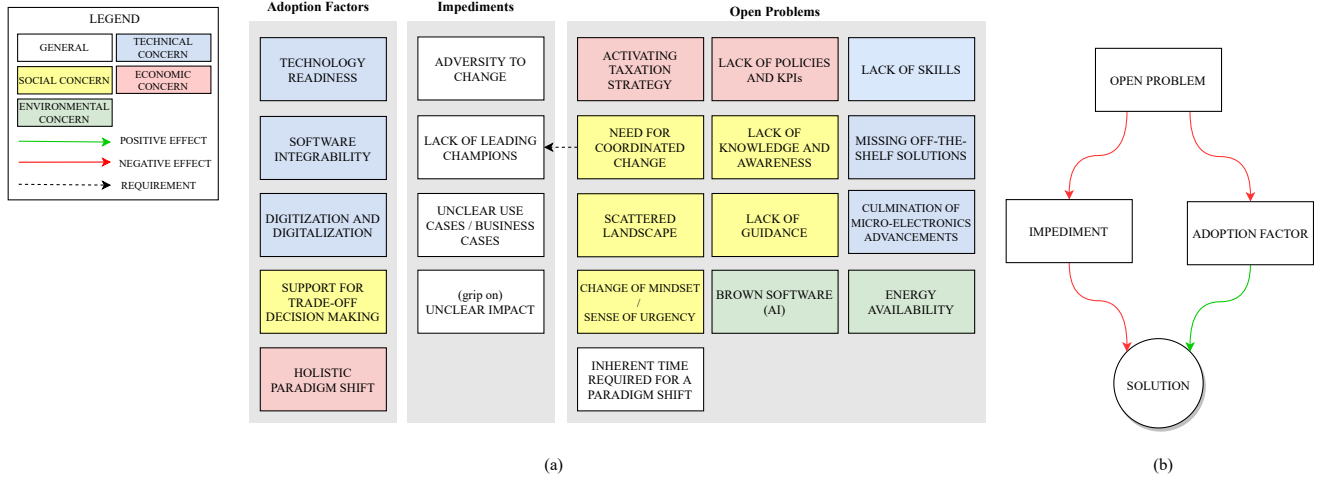 LEGEND
GENERAL
TECHNICAL
CONCERN
SOCIAL CONCERN
ECONOMIC
CONCERN
ENVIRONMENTAL
CONCERN
POSITIVE EFFECT
NEGATIVE EFFECT
REQUIREMENT
Adoption Factors
TECHNOLOGY
READINESS
SOFTWARE
INTEGRABILITY
DIGITIZATION AND
DIGITALIZATION
SUPPORT FOR
TRADE-OFF
DECISION MAKING
HOLISTIC
PARADIGM SHIFT
Impediments
ADVERSITY TO
CHANGE
LACK OF LEADING
CHAMPIONS
UNCLEAR USE
CASES / BUSINESS
CASES
(grip on)
UNCLEAR IMPACT
Open Problems
ACTIVATING
TAXATION
STRATEGY
LACK OF POLICIES
AND KPIs
LACK OF SKILLS
NEED FOR
COORDINATED
CHANGE
LACK OF
KNOWLEDGE AND
AWARENESS
MISSING OFF-THE-
SHELF SOLUTIONS
SCATTERED
LANDSCAPE
LACK OF
GUIDANCE
CULMINATION OF
MICRO-ELECTRONICS
ADVANCEMENTS
CHANGE OF MINDSET
/
SENSE OF URGENCY
BROWN SOFTWARE
(AI)
ENERGY
AVAILABILITY
INHERENT TIME
REQUIRED FOR A
PARADIGM SHIFT
(a)
OPEN PROBLEM
IMPEDIMENT
ADOPTION FACTOR
SOLUTION
(b)